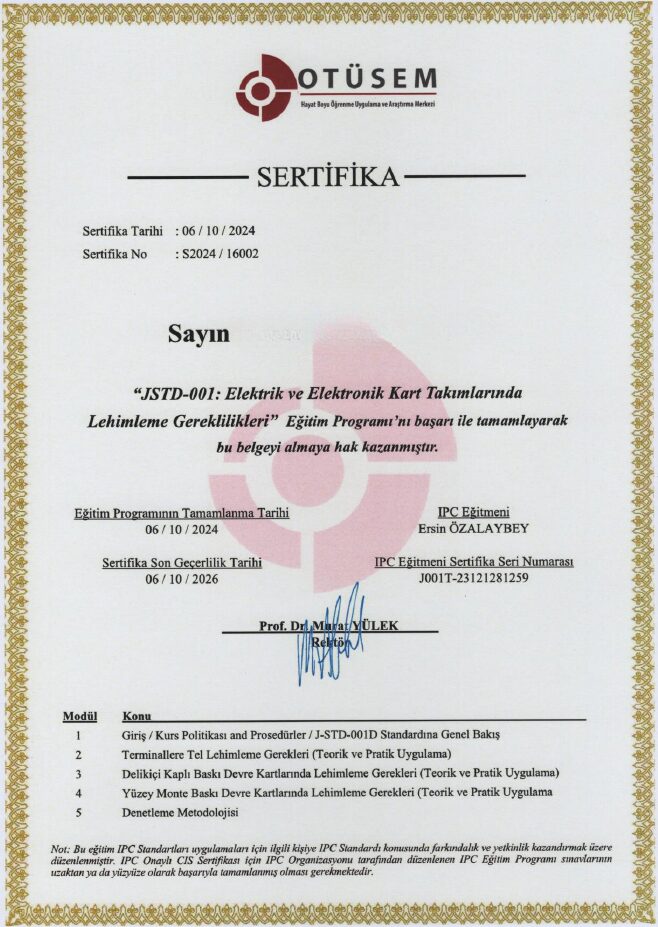 OTÜSEM
Hayat Boyu Öğrenme Uygulama ve Araştırma Merkezi
SERTİFİKA
Sertifika Tarihi : 06 / 10 / 2024
Sertifika No : S2024 / 16002
Sayın
“JSTD-001: Elektrik ve Elektronik Kart Takımlarında
Lehimleme Gereklilikleri” Eğitim Programı’nı başarı ile tamamlayarak
bu belgeyi almaya hak kazanmıştır.
Eğitim Programının Tamamlanma Tarihi
06 / 10 / 2024
IPC Eğitmeni
Ersin ÖZALAYBEY
Sertifika Son Geçerlilik Tarihi
06 / 10 / 2026
IPC Eğitmeni Sertifika Seri Numarası
J001T-23121281259
Prof. Dr. Murat YÜLEK
Rektör
Modül Konu
1 Giriş / Kurs Politikası and Prosedürler / J-STD-001D Standardına Genel Bakış
2 Terminallere Tel Lehimleme Gerekleri (Teorik ve Pratik Uygulama)
3 Delikiçi Kaplı Baskı Devre Kartlarında Lehimleme Gerekleri (Teorik ve Pratik Uygulama)
4 Yüzey Monte Baskı Devre Kartlarında Lehimleme Gerekleri (Teorik ve Pratik Uygulama
5 Denetleme Metodolojisi
Not: Bu eğitim IPC Standartları uygulamaları için ilgili kişiye IPC Standardı konusunda farkındalık ve yetkinlik kazandırmak üzere
düzenlenmiştir. IPC Onaylı CIS Sertifikası için IPC Organizasyonu tarafından düzenlenen IPC Eğitim Programı sınavlarının
uzaktan ya da yüzyüze olarak başarıyla tamamlanmış olması gerekmektedir.